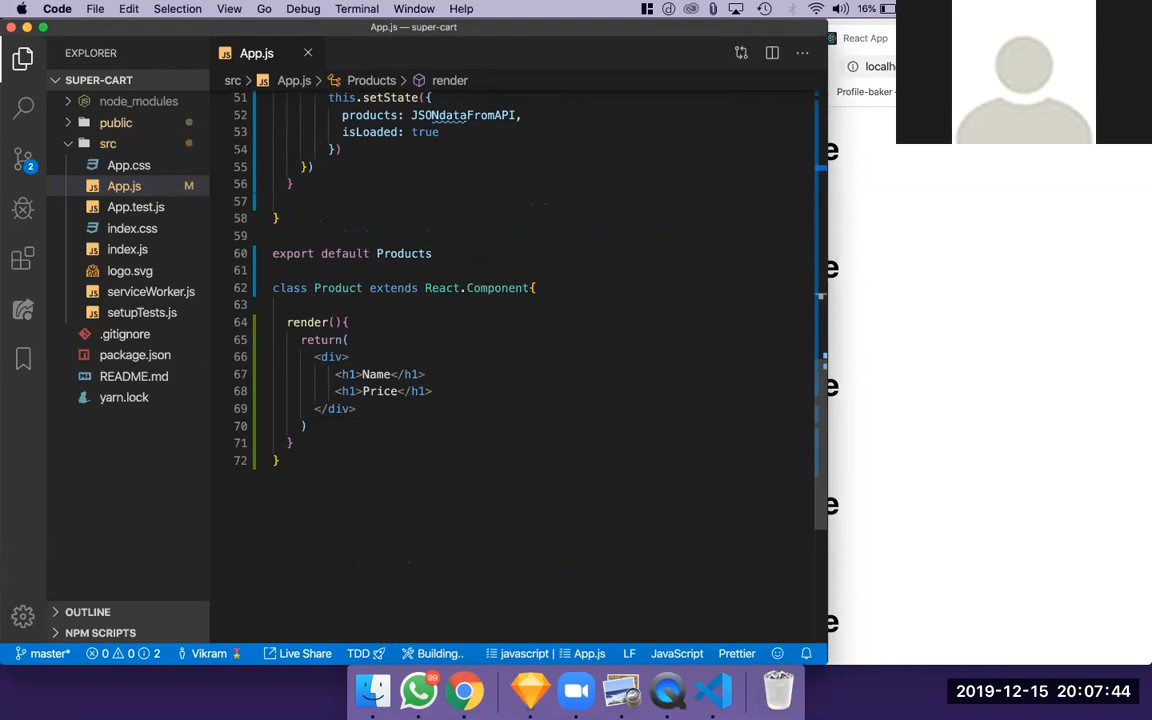 Code File Edit Selection View Go Debug Terminal Window Help 16%
App.js — super-cart
EXPLORER
App.js
React App
SUPER-CART
src > App.js > Products > render
localh
Profile-baker
node_modules
public
src
App.css
App.js M
App.test.js
index.css
index.js
logo.svg
serviceWorker.js
setupTests.js
.gitignore
package.json
README.md
yarn.lock
2
51 this.setState({
52 products: JSONdataFromAPI,
53 isLoaded: true
54 })
55 })
56 }
57
58 }
59
60 export default Products
61
62 class Product extends React.Component{
63
64 render(){
65 return(
66 <div>
67 <h1>Name</h1>
68 <h1>Price</h1>
69 </div>
70 )
71 }
72 }
e
e
e
e
e
OUTLINE
NPM SCRIPTS
master* 0 0 2 Vikram Live Share TDD Building.. javascript | App.js LF JavaScript Prettier
99
2019-12-15 20:07:44